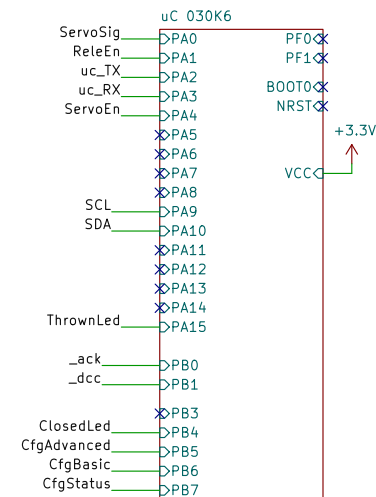 uC 030K6
ServoSig PA0 PF0
ReleEn PA1 PF1
uc_TX PA2
uc_RX PA3 BOOT0
ServoEn PA4 NRST
PA5 +3.3V
PA6
PA7 VCC
PA8
SCL PA9
SDA PA10
PA11
PA12
PA13
PA14
ThrownLed PA15
_ack PB0
_dcc PB1
PB3
ClosedLed PB4
CfgAdvanced PB5
CfgBasic PB6
CfgStatus PB7